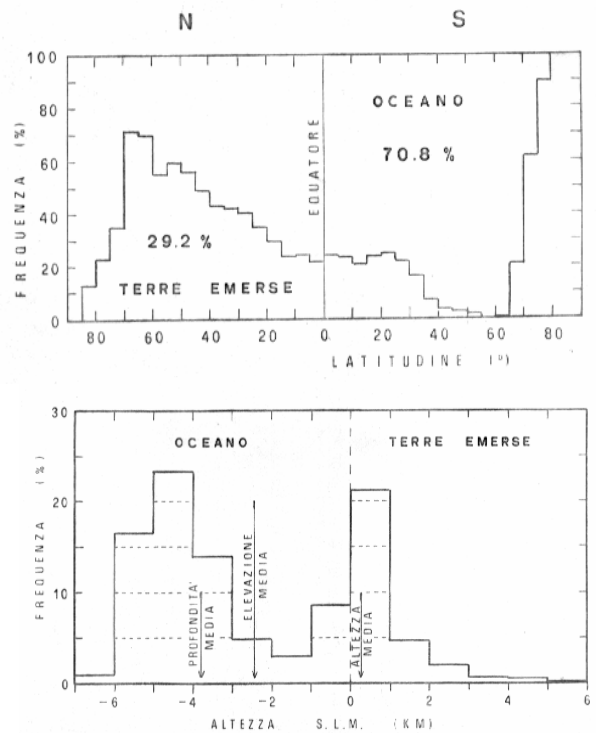 N S
100
80
60
40
20
0
FREQUENZA (%)
OCEANO
70.8 %
EQUATORE
29.2 %
TERRE EMERSE
80 60 40 20 0 20 40 60 80
LATITUDINE (°)
30
20
10
0
FREQUENZA (%)
OCEANO
TERRE EMERSE
PROFONDITA'
MEDIA
ELEVAZIONE
MEDIA
ALTEZZA
MEDIA
-6 -4 -2 0 2 4 6
ALTEZZA S.L.M. (KM)